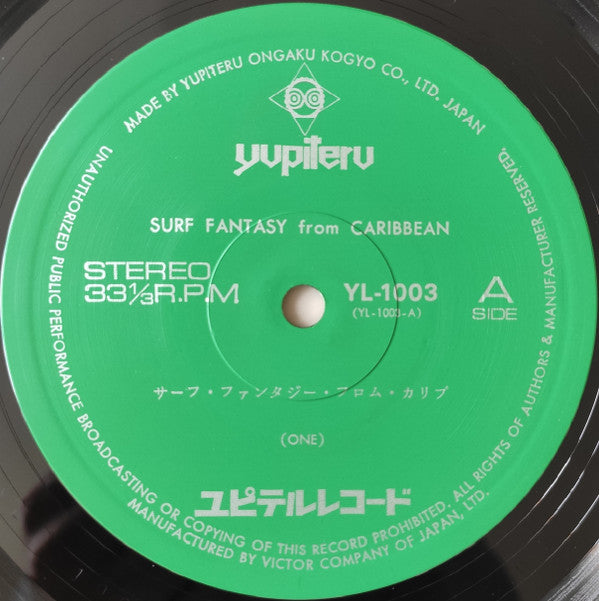 MADE BY YUPITERU ONGAKU KOGYO CO., LTD. JAPAN
yupiteru
SURF FANTASY from CARIBBEAN
STEREO
33⅓R.P.M
YL-1003
(YL-1003-A)
A
SIDE
サーフ・ファンタジー・フロム・カリブ
(ONE)
ユピテルレコード
UNAUTHORIZED PUBLIC PERFORMANCE BROADCASTING OR COPYING OF THIS RECORD PROHIBITED. ALL RIGHTS OF AUTHORS & MANUFACTURER RESERVED.
MANUFACTURED BY VICTOR COMPANY OF JAPAN, LTD.